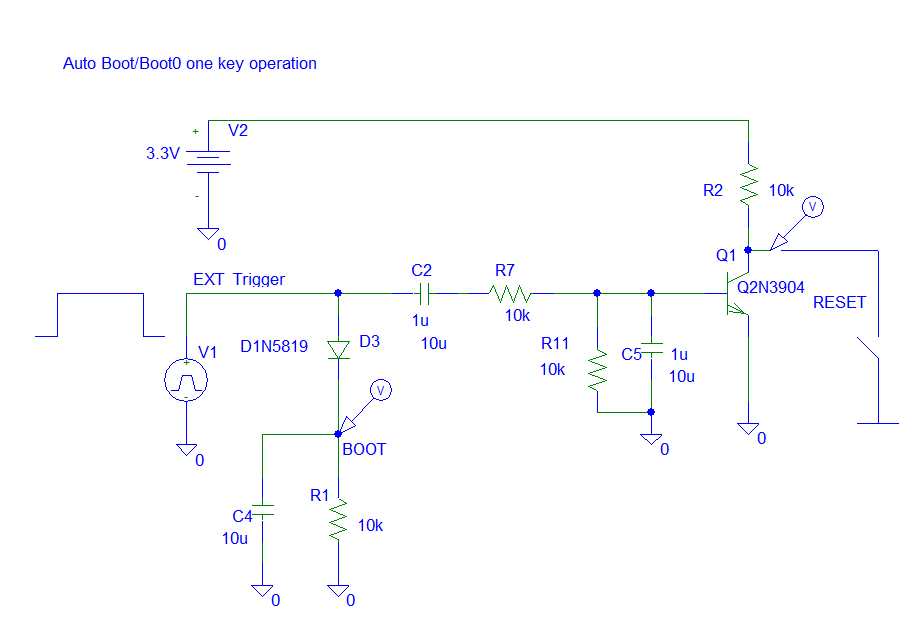 Auto Boot/Boot0 one key operation
+
V2
3.3V
-
0
R2
10k
V
Q1
Q2N3904
RESET
EXT Trigger
C2
1u
10u
R7
10k
V1
+
-
0
D1N5819
D3
R11
10k
C5
1u
10u
0
0
V
BOOT
C4
10u
R1
10k
0
0